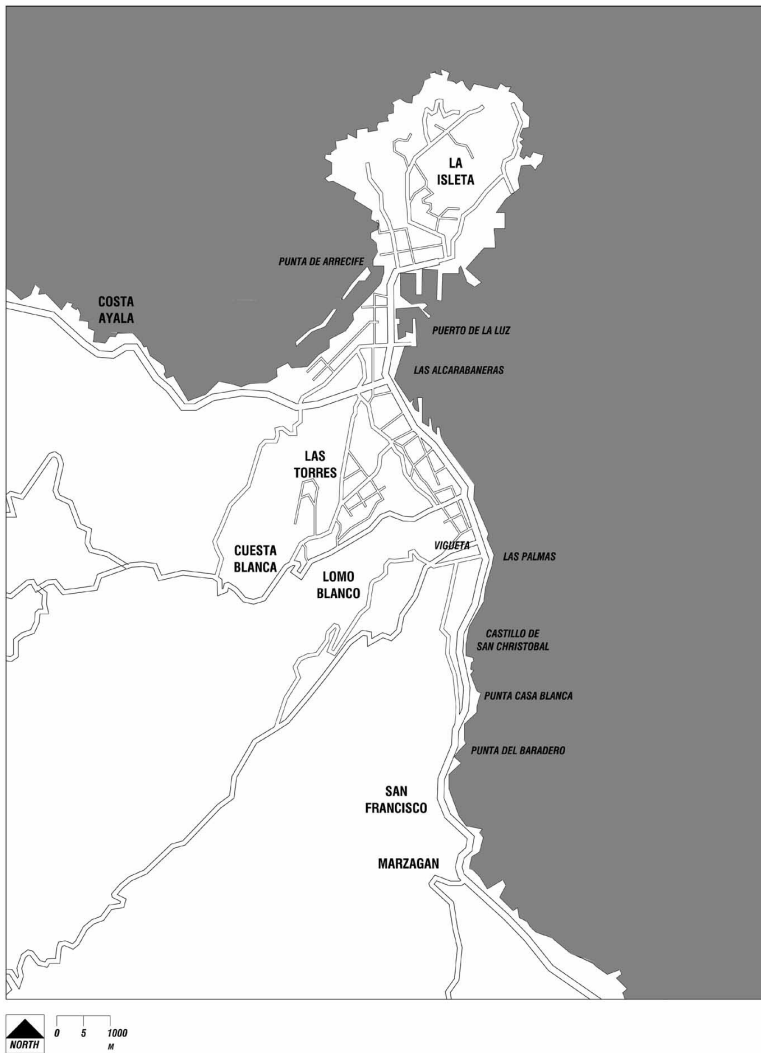 LA
ISLETA
PUNTA DE ARRECIFE
COSTA
AYALA
PUERTO DE LA LUZ
LAS ALCARABANERAS
LAS
TORRES
CUESTA
BLANCA
VIGUETA
LAS PALMAS
LOMO
BLANCO
CASTILLO DE
SAN CHRISTOBAL
PUNTA CASA BLANCA
PUNTA DEL BARADERO
SAN
FRANCISCO
MARZAGAN
NORTH
0 5 1000
M